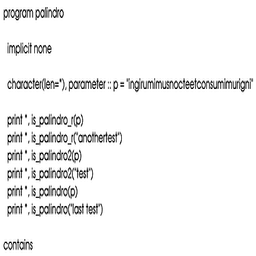 program palindro
implicit none
character(len=*), parameter :: p = "ingirumimusnocteetconsumimurigni"
print *, is_palindro_r(p)
print *, is_palindro_r("anothertest")
print *, is_palindro2(p)
print *, is_palindro2("test")
print *, is_palindro(p)
print *, is_palindro("last test")
contains